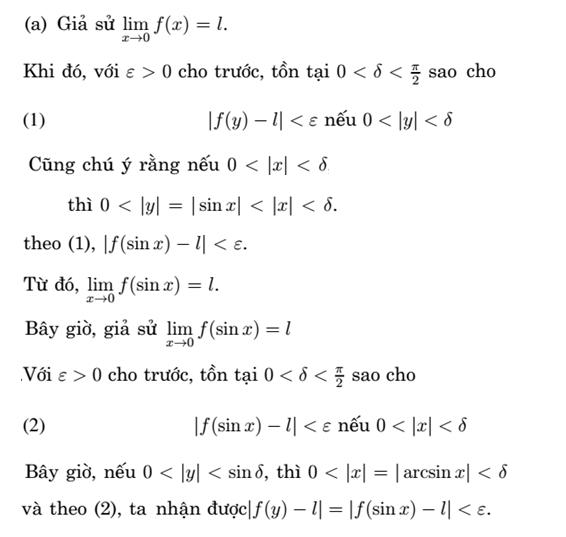 (a) Giả sử lim f(x) = l.
x→0
Khi đó, với ε > 0 cho trước, tồn tại 0 < δ < π/2 sao cho
(1) |f(y) − l| < ε nếu 0 < |y| < δ
Cũng chú ý rằng nếu 0 < |x| < δ
thì 0 < |y| = | sin x| < |x| < δ.
theo (1), |f(sin x) − l| < ε.
Từ đó, lim f(sin x) = l.
x→0
Bây giờ, giả sử lim f(sin x) = l
x→0
.Với ε > 0 cho trước, tồn tại 0 < δ < π/2 sao cho
(2) |f(sin x) − l| < ε nếu 0 < |x| < δ
Bây giờ, nếu 0 < |y| < sin δ, thì 0 < |x| = | arcsin x| < δ
và theo (2), ta nhận được|f(y) − l| = |f(sin x) − l| < ε.